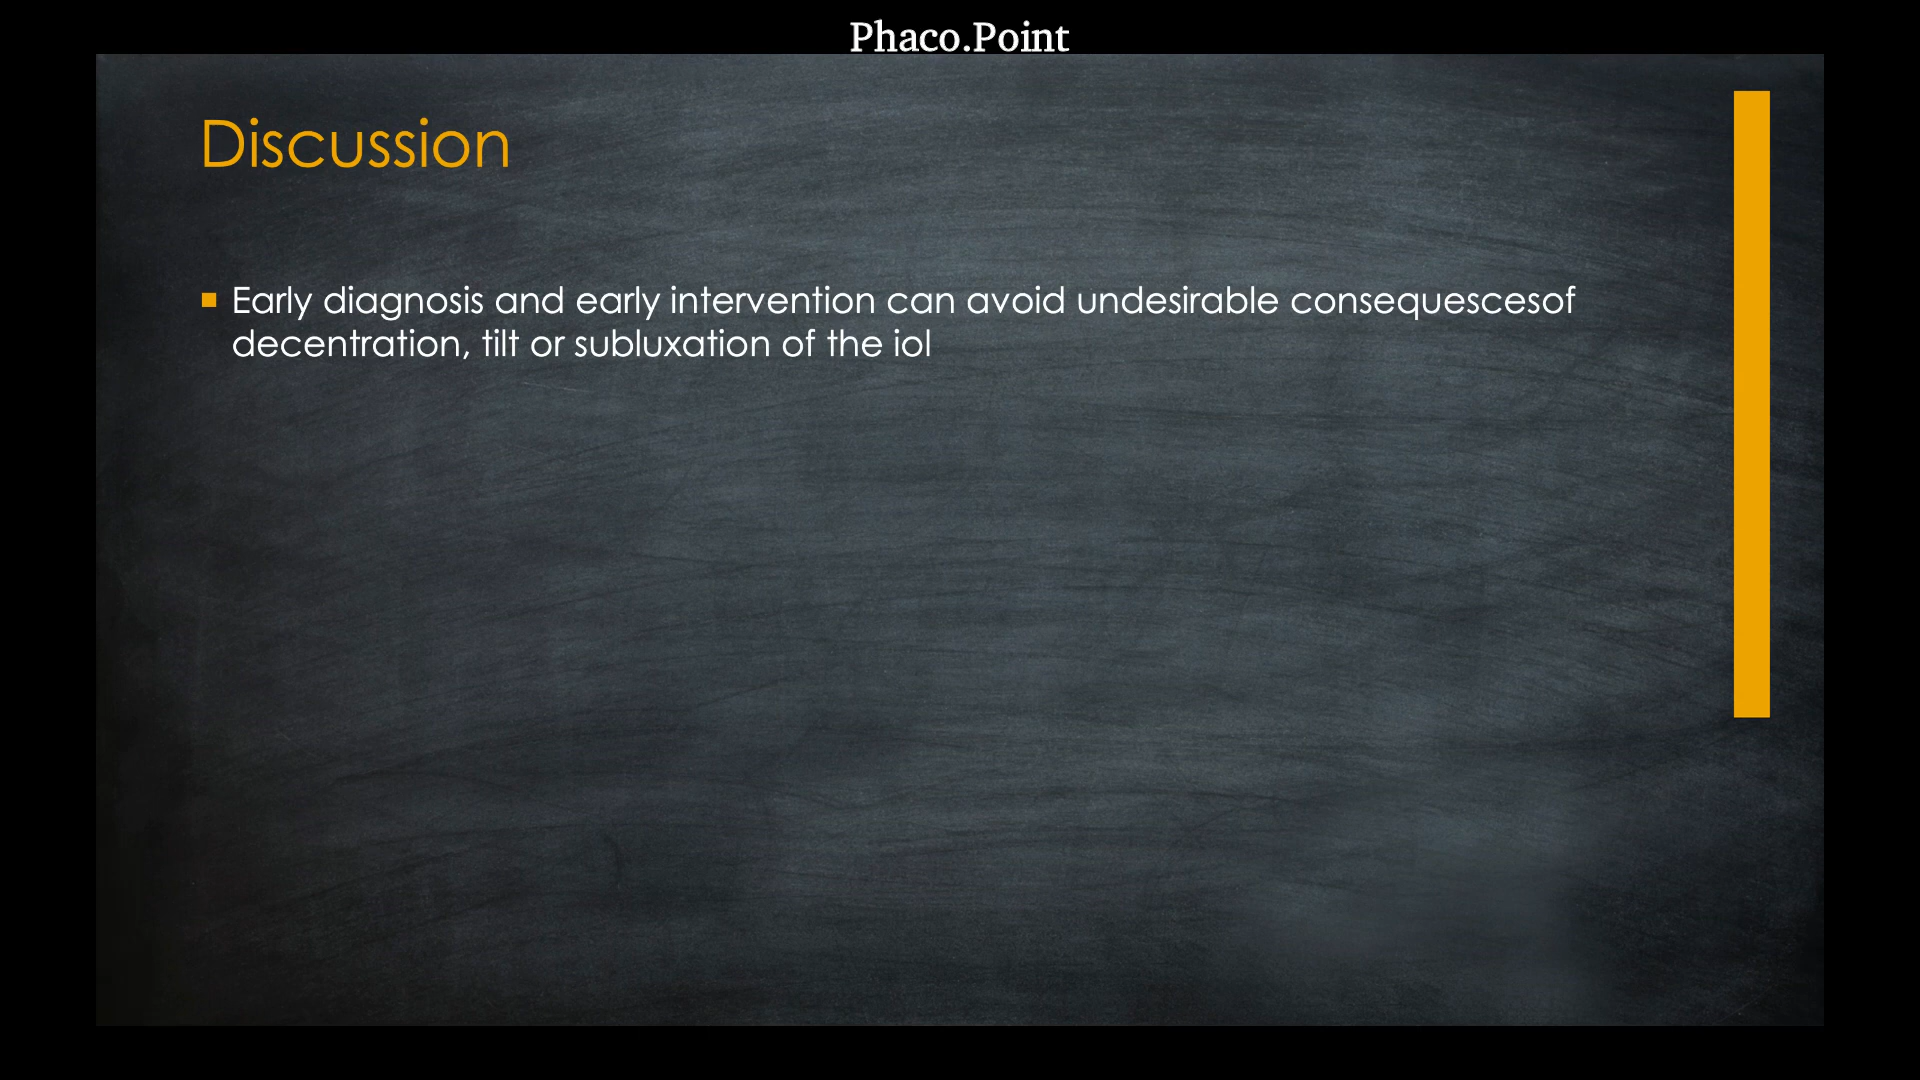 Phaco.Point
Discussion
Early diagnosis and early intervention can avoid undesirable consequescesof
decentration, tilt or subluxation of the iol